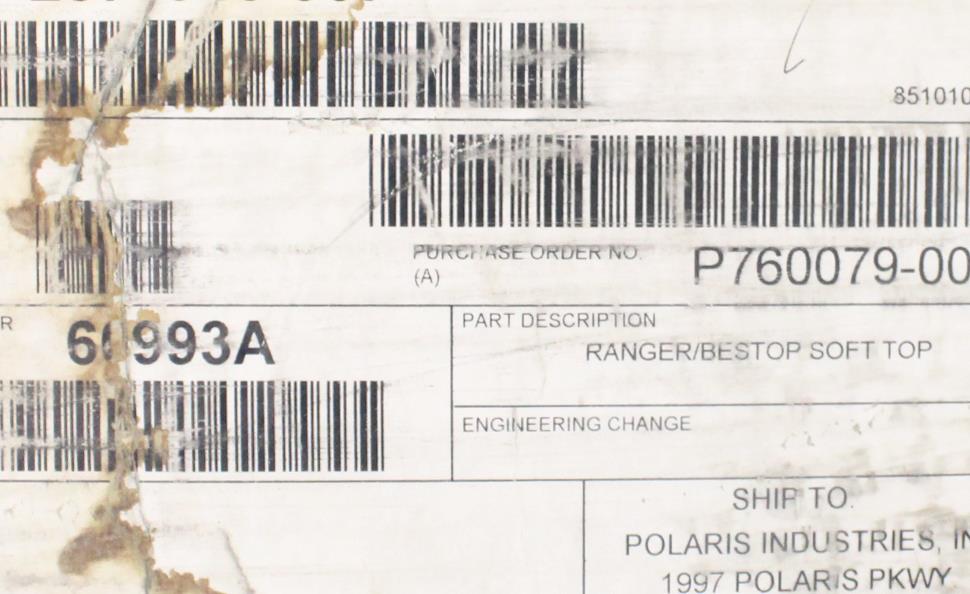 851010
PURCHASE ORDER NO.
(A)
P760079-00
PART DESCRIPTION
RANGER/BESTOP SOFT TOP
ENGINEERING CHANGE
SHIP TO:
POLARIS INDUSTRIES, IN
1997 POLARIS PKWY